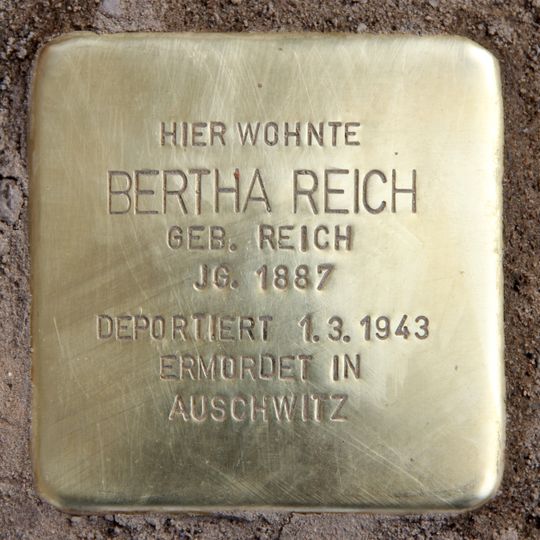 HIER WOHNTE
BERTHA REICH
GEB. REICH
JG. 1887
DEPORTIERT 1.3.1943
ERMORDET IN
AUSCHWITZ